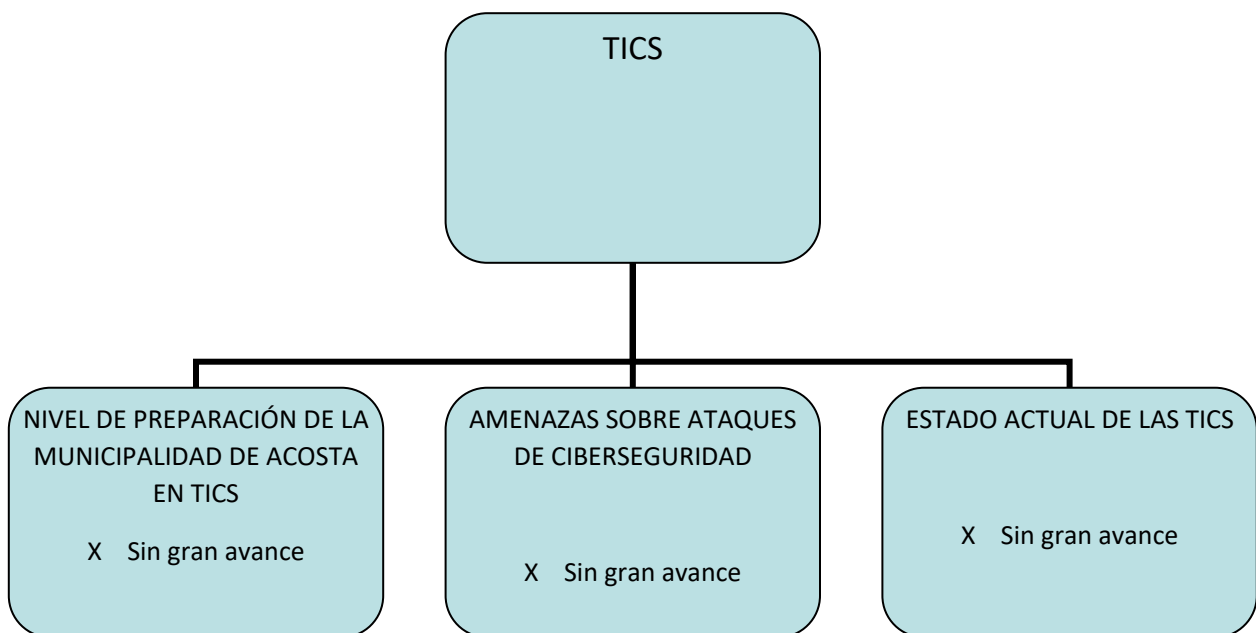 TICS
NIVEL DE PREPARACIÓN DE LA
MUNICIPALIDAD DE ACOSTA
EN TICS
X Sin gran avance
AMENAZAS SOBRE ATAQUES
DE CIBERSEGURIDAD
X Sin gran avance
ESTADO ACTUAL DE LAS TICS
X Sin gran avance